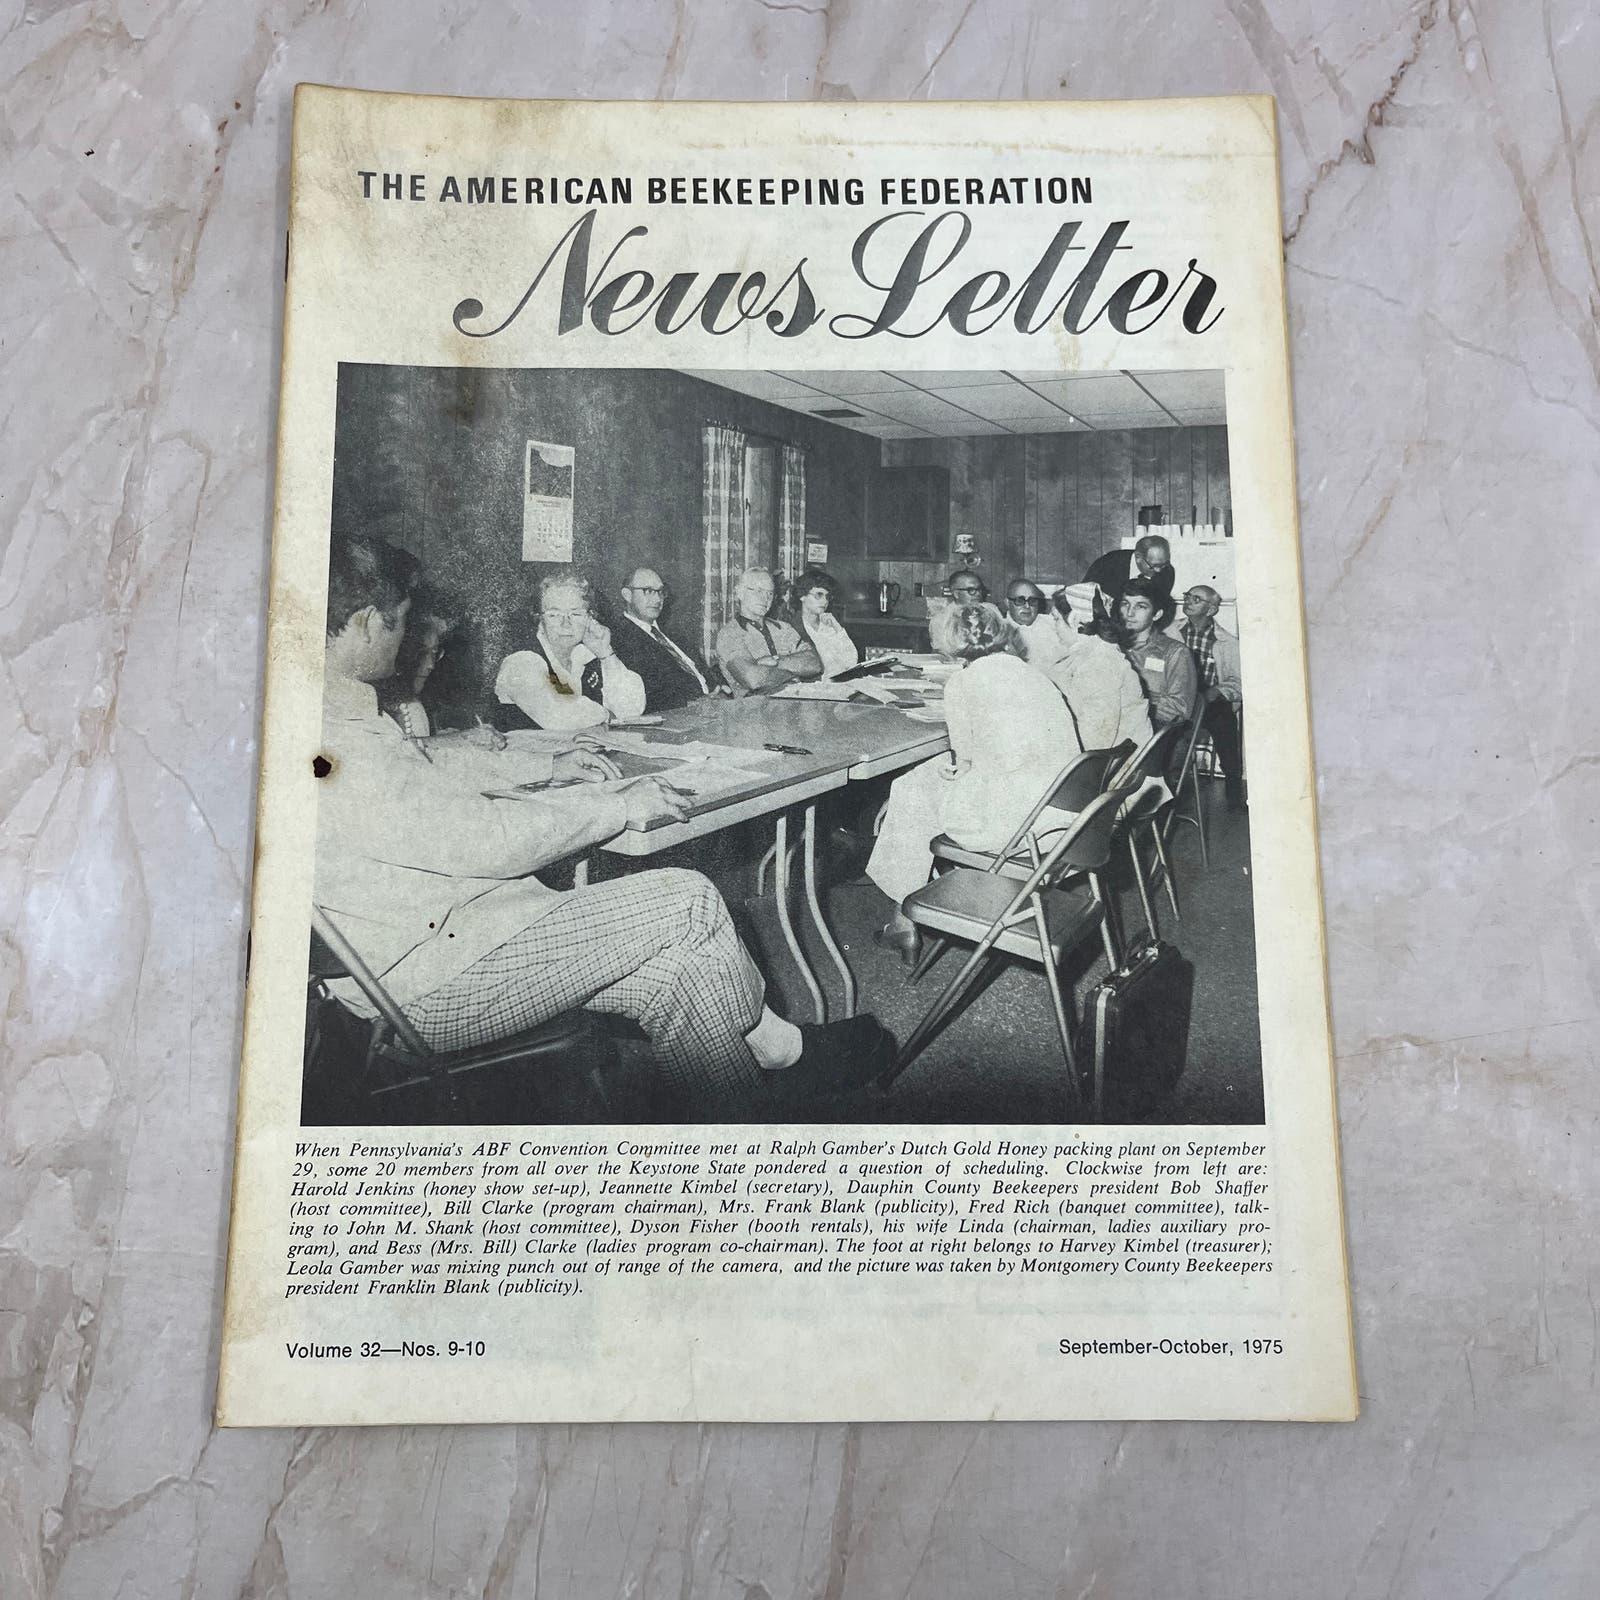 THE AMERICAN BEEKEEPING FEDERATION
News Letter
When Pennsylvania's ABF Convention Committee met at Ralph Gamber's Dutch Gold Honey packing plant on September
29, some 20 members from all over the Keystone State pondered a question of scheduling. Clockwise from left are:
Harold Jenkins (honey show set-up), Jeannette Kimbel (secretary), Dauphin County Beekeepers president Bob Shaffer
(host committee), Bill Clarke (program chairman), Mrs. Frank Blank (publicity), Fred Rich (banquet committee), talk-
ing to John M. Shank (host committee), Dyson Fisher (booth rentals), his wife Linda (chairman, ladies auxiliary pro-
gram), and Bess (Mrs. Bill) Clarke (ladies program co-chairman). The foot at right belongs to Harvey Kimbel (treasurer);
Leola Gamber was mixing punch out of range of the camera, and the picture was taken by Montgomery County Beekeepers
president Franklin Blank (publicity).
Volume 32—Nos. 9-10
September-October, 1975